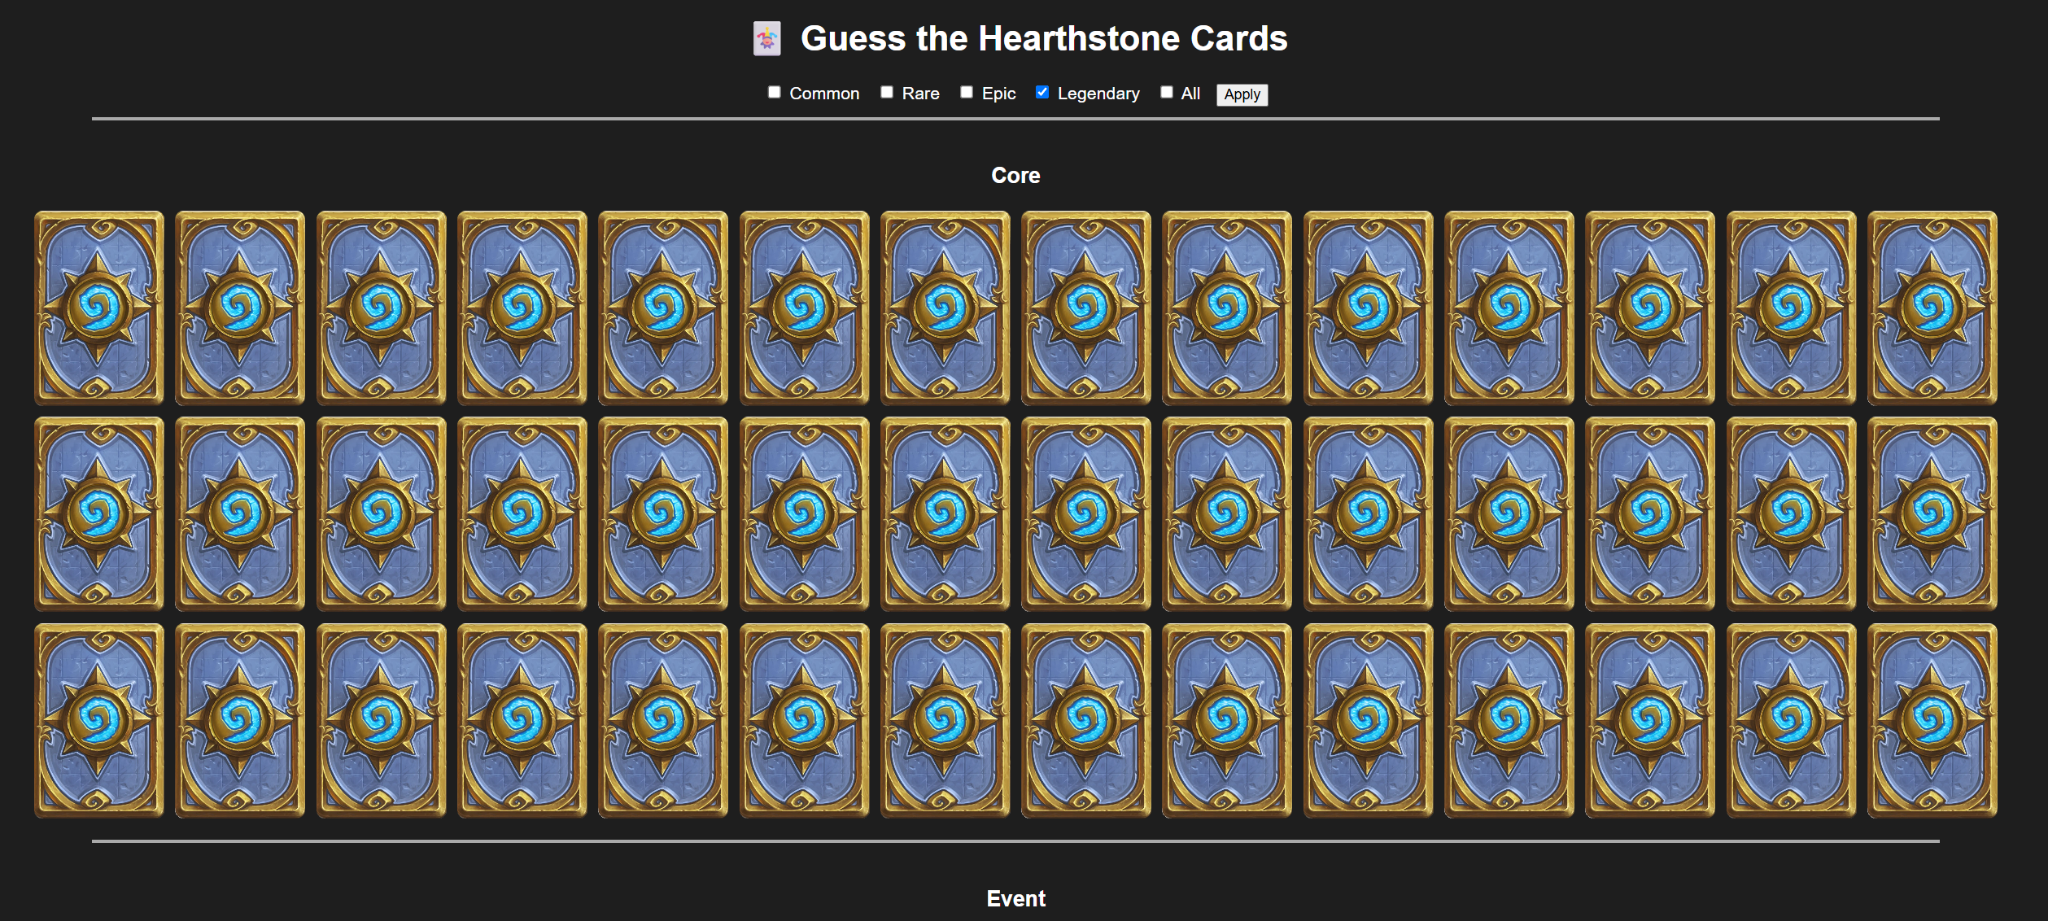 Guess the Hearthstone Cards
Common Rare Epic Legendary All Apply
Core
Event